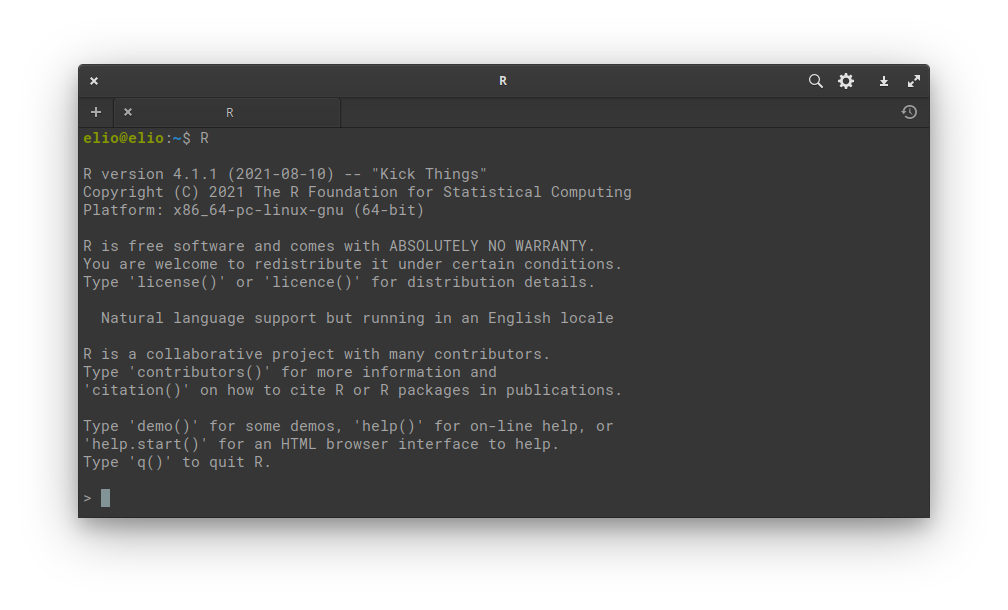 R
R
elio@elio:~$ R
R version 4.1.1 (2021-08-10) -- "Kick Things"
Copyright (C) 2021 The R Foundation for Statistical Computing
Platform: x86_64-pc-linux-gnu (64-bit)
R is free software and comes with ABSOLUTELY NO WARRANTY.
You are welcome to redistribute it under certain conditions.
Type 'license()' or 'licence()' for distribution details.
Natural language support but running in an English locale
R is a collaborative project with many contributors.
Type 'contributors()' for more information and
'citation()' on how to cite R or R packages in publications.
Type 'demo()' for some demos, 'help()' for on-line help, or
'help.start()' for an HTML browser interface to help.
Type 'q()' to quit R.
>